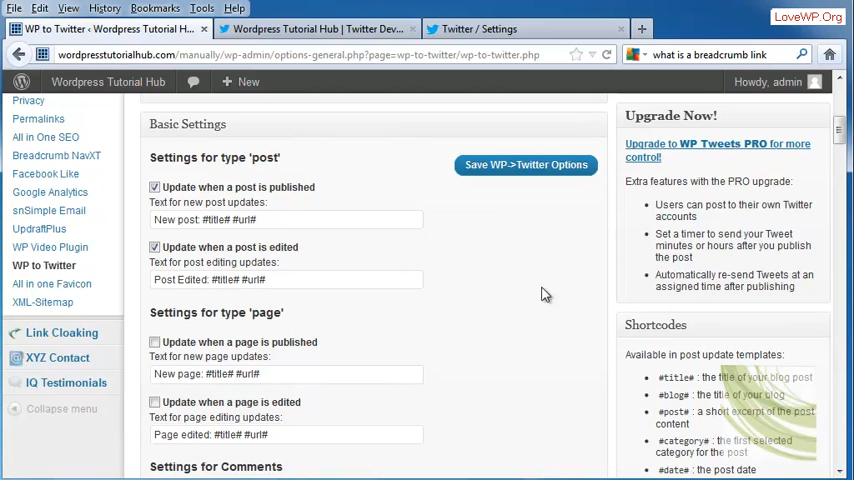 File Edit View History Bookmarks Tools Help
LoveWP.Org
WP to Twitter ‹ Wordpress Tutorial H... ×
Wordpress Tutorial Hub | Twitter Dev... ×
Twitter / Settings ×
wordpresstutorialhub.com/manually/wp-admin/options-general.php?page=wp-to-twitter/wp-to-twitter.php
what is a breadcrumb link
Wordpress Tutorial Hub
+ New
Howdy, admin
Privacy
Permalinks
All in One SEO
Breadcrumb NavXT
Facebook Like
Google Analytics
snSimple Email
UpdraftPlus
WP Video Plugin
WP to Twitter
All in one Favicon
XML-Sitemap
Link Cloaking
XYZ Contact
IQ Testimonials
Collapse menu
Basic Settings
Settings for type 'post'
Save WP->Twitter Options
Update when a post is published
Text for new post updates:
New post: #title# #url#
Update when a post is edited
Text for post editing updates:
Post Edited: #title# #url#
Settings for type 'page'
Update when a page is published
Text for new page updates:
New page: #title# #url#
Update when a page is edited
Text for page editing updates:
Page edited: #title# #url#
Settings for Comments
Upgrade Now!
Upgrade to WP Tweets PRO for more
control!
Extra features with the PRO upgrade:
Users can post to their own Twitter
accounts
Set a timer to send your Tweet
minutes or hours after you publish
the post
Automatically re-send Tweets at an
assigned time after publishing
Shortcodes
Available in post update templates:
#title# : the title of your blog post
#blog# : the title of your blog
#post# : a short excerpt of the post
content
#category# : the first selected
category for the post
#date# : the post date